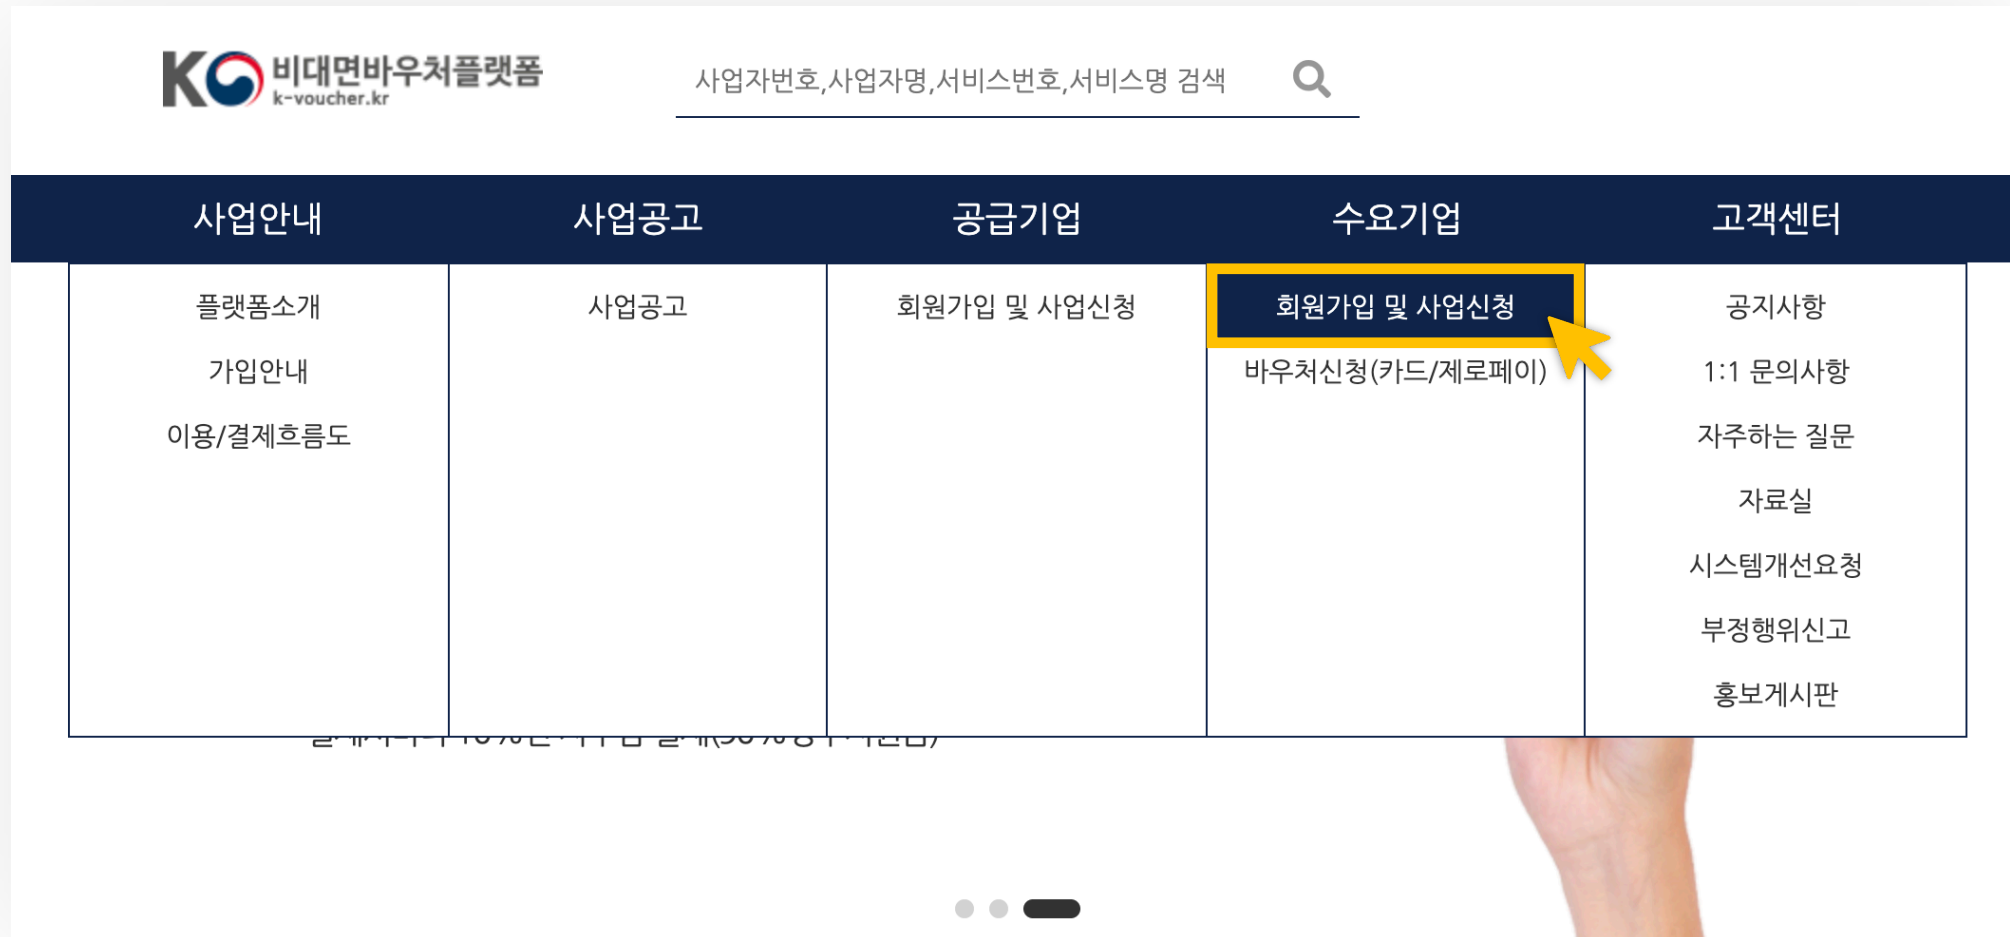 K 비대면바우처플랫폼
k-voucher.kr
사업자번호,사업자명,서비스번호,서비스명 검색
사업안내
사업공고
공급기업
수요기업
고객센터
플랫폼소개
가입안내
이용/결제흐름도
사업공고
회원가입 및 사업신청
회원가입 및 사업신청
바우처신청(카드/제로페이)
공지사항
1:1 문의사항
자주하는 질문
자료실
시스템개선요청
부정행위신고
홍보게시판